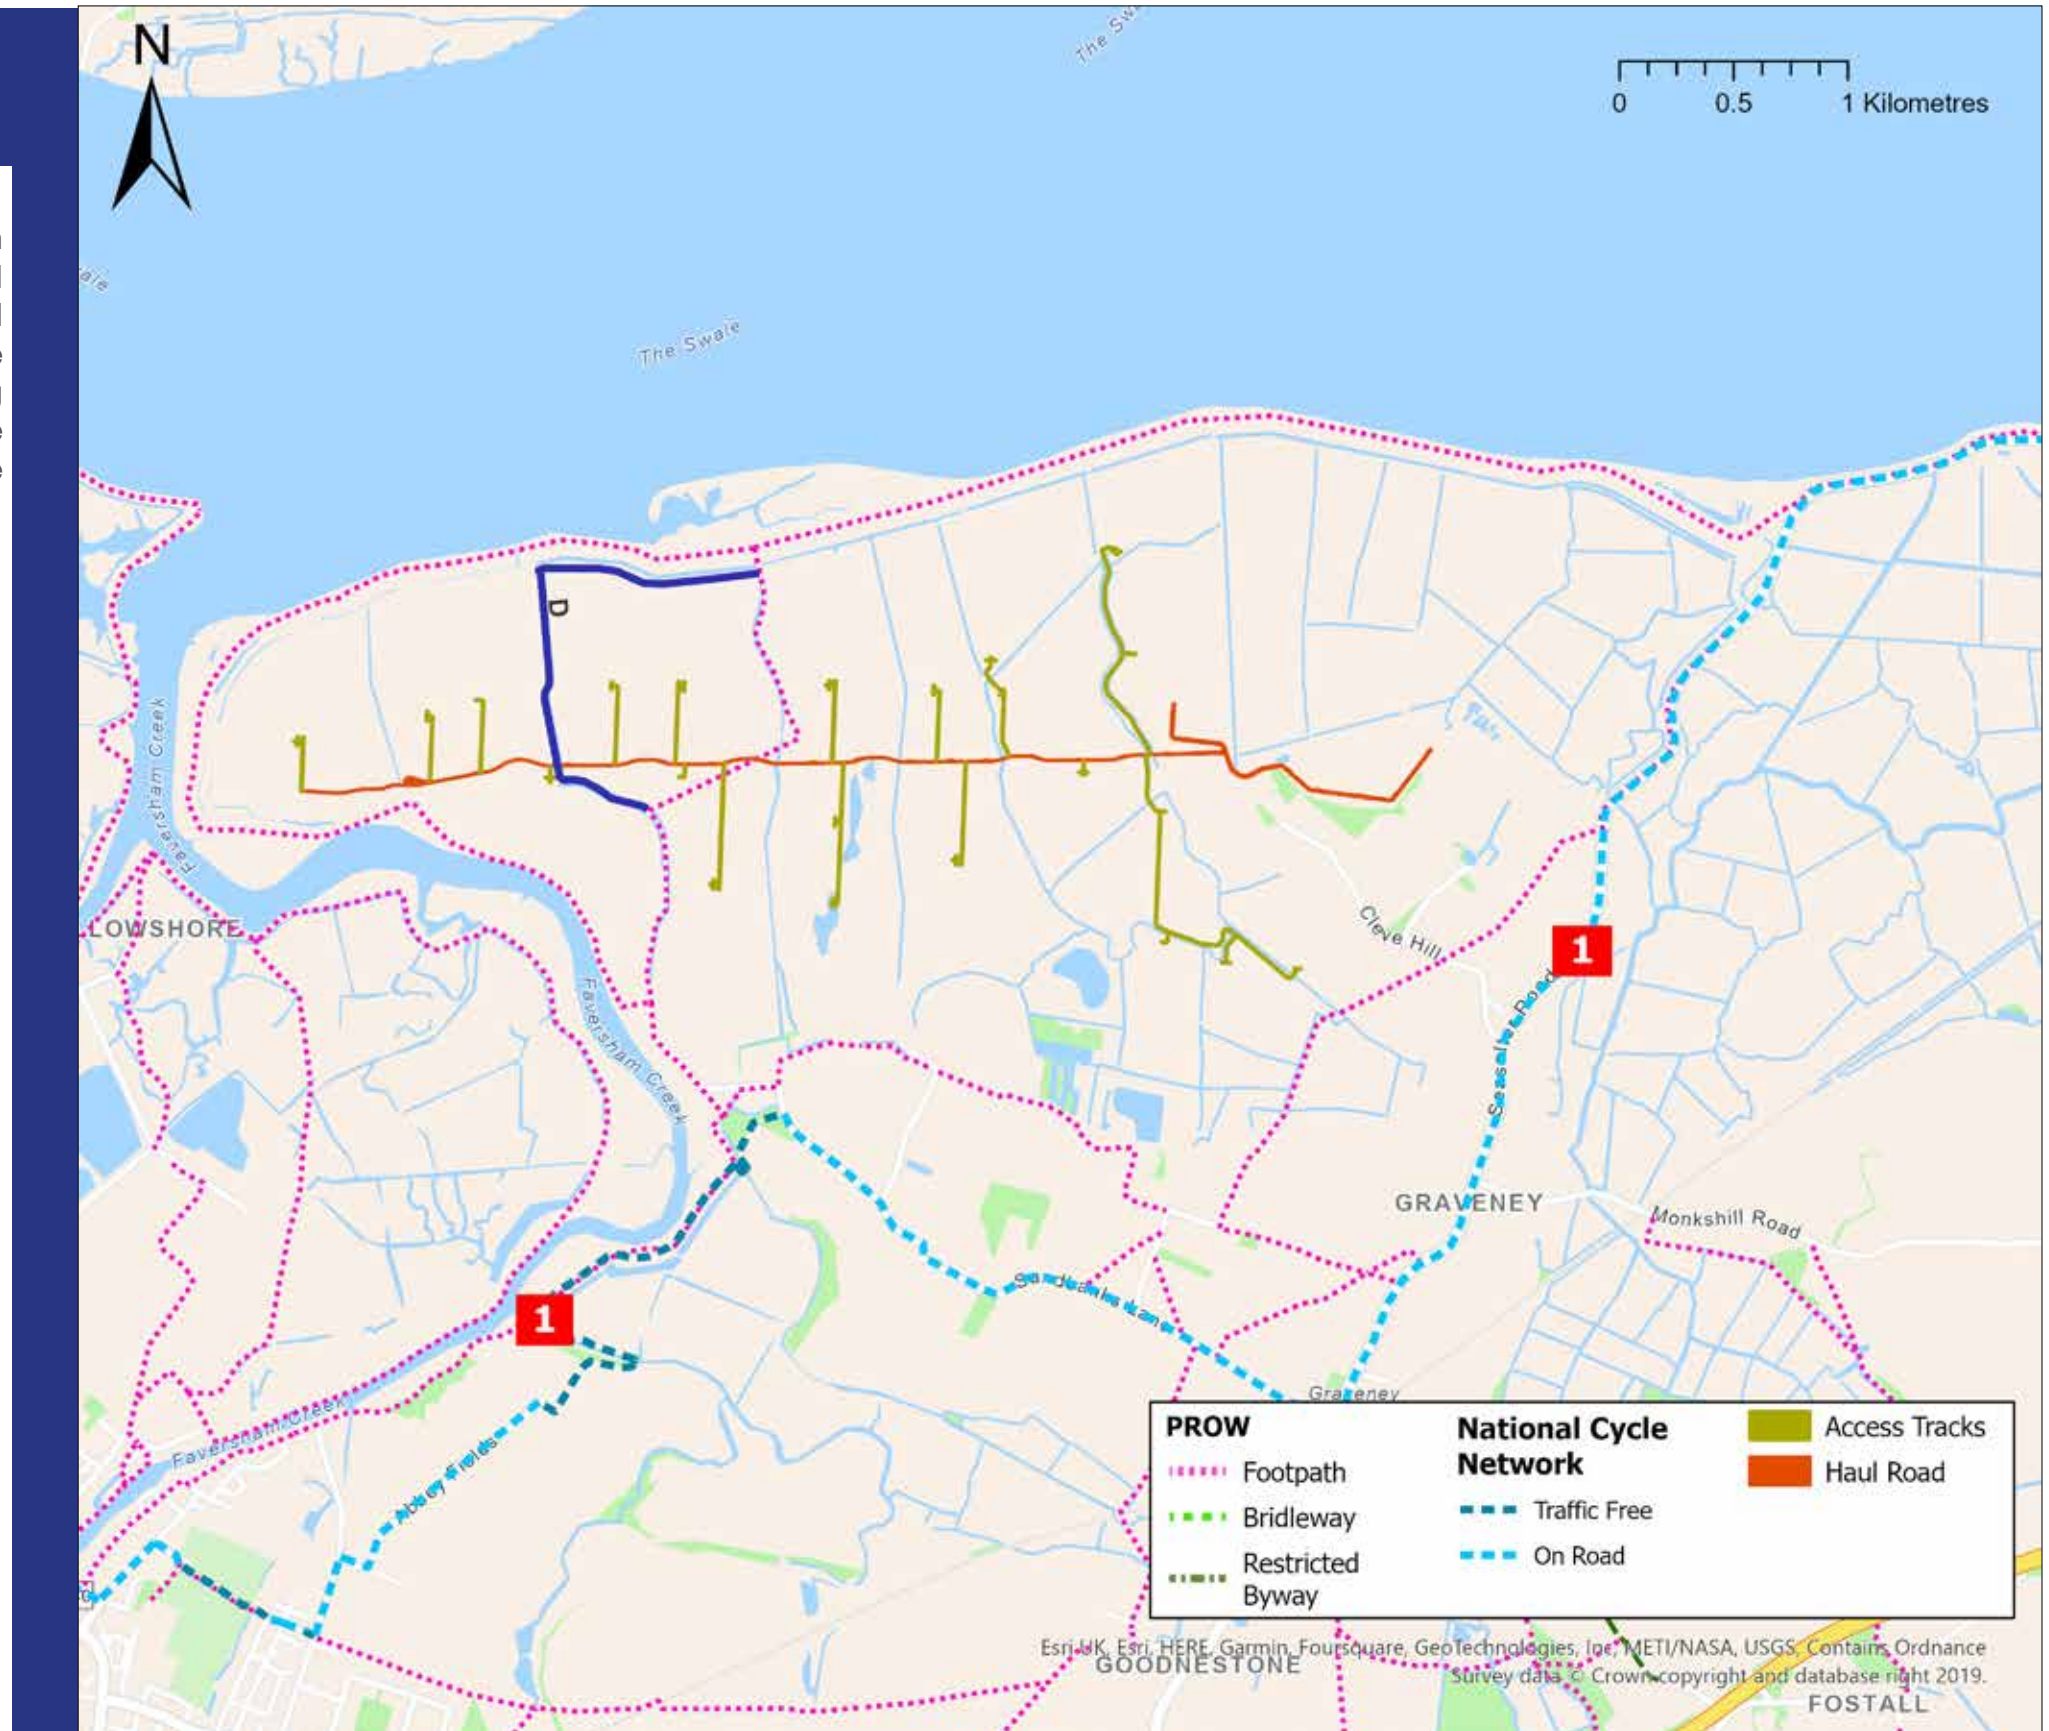 N
The Swale
0
0.5
1 Kilometres
The Swale
D
Faversham Creek
LOWSHORE
Cleve Hill
1
Seasalter Road
Faversham Creek
GRAVENEY
Monkshill Road
Sandbanks Lane
1
Graveney
Faversham Creek
Abbey Fields
PROW
Footpath
Bridleway
Restricted
Byway
National Cycle
Network
Traffic Free
On Road
Access Tracks
Haul Road
Esri UK, Esri, HERE, Garmin, Foursquare, GeoTechnologies, Inc, METI/NASA, USGS, Contains Ordnance
Survey data © Crown copyright and database right 2019.
GOODNESTONE
FOSTALL